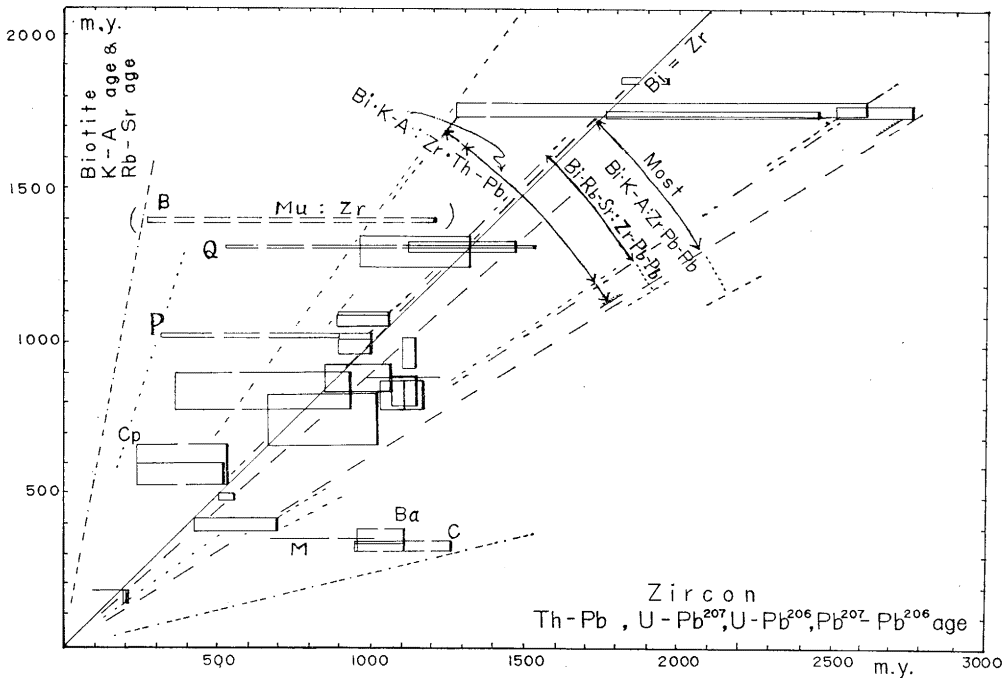 2000
m.y.
Biotite
K-A age &
Rb-Sr age
Bi = Zr
Bi·K-A : Zr·Th-Pb
Most
Bi·K-A:Zr Pb-Pb
Bi·Rb-Sr:Zr·Pb-Pb
1500
B
( Mu : Zr )
Q
1000
P
Cp
500
Ba
M
C
Zircon
Th-Pb , U-Pb²⁰⁷, U-Pb²⁰⁶, Pb²⁰⁷-Pb²⁰⁶ age
500 1000 1500 2000 2500 3000
m.y.